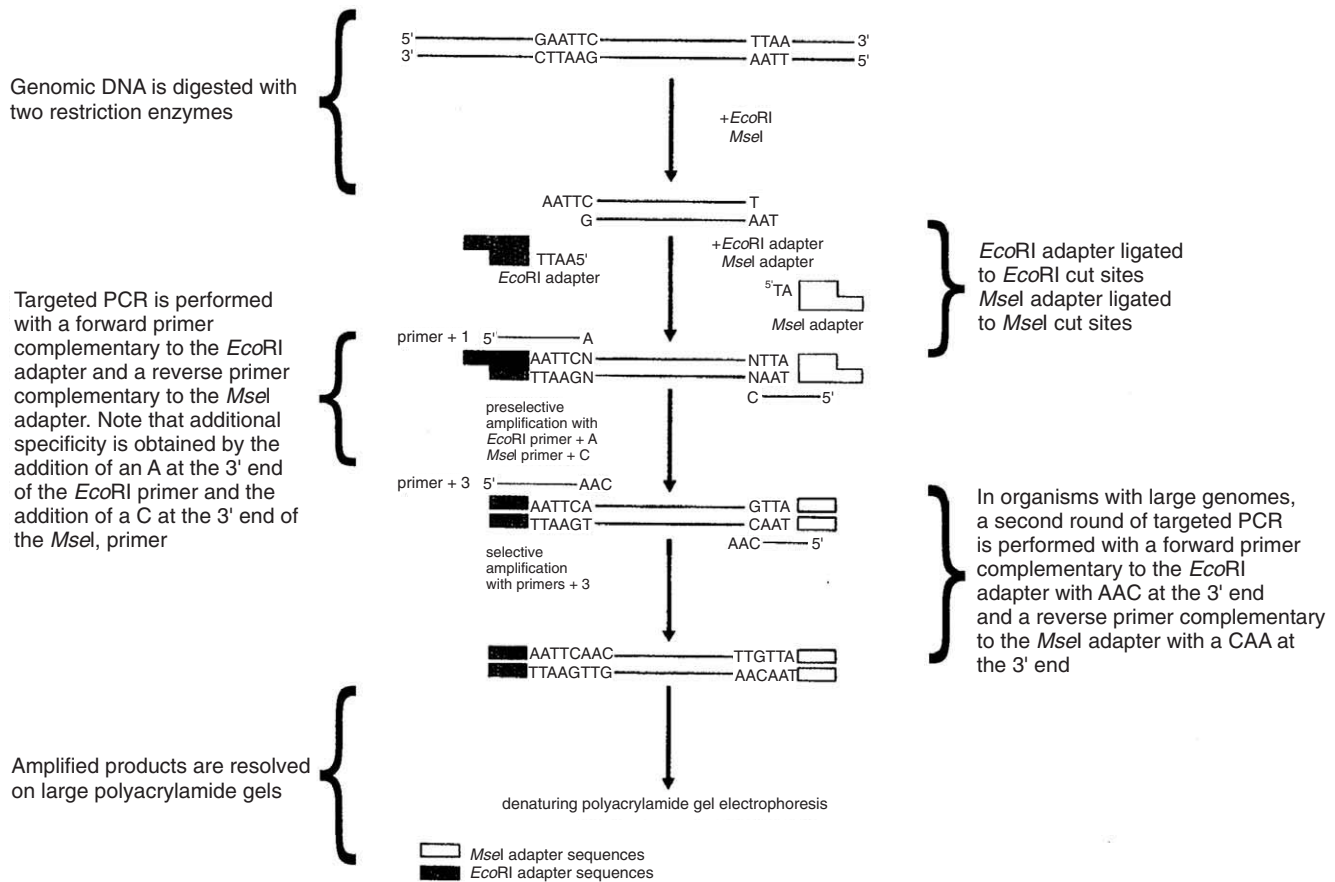 Genomic DNA is digested with
two restriction enzymes
5' GAATTC TTAA 3'
3' CTTAAG AATT 5'
+EcoRI
MseI
AATTC T
G AAT
TTAA5'
EcoRI adapter
+EcoRI adapter
MseI adapter
5'TA
MseI adapter
EcoRI adapter ligated
to EcoRI cut sites
MseI adapter ligated
to MseI cut sites
Targeted PCR is performed
with a forward primer
complementary to the EcoRI
adapter and a reverse primer
complementary to the MseI
adapter. Note that additional
specificity is obtained by the
addition of an A at the 3' end
of the EcoRI primer and the
addition of a C at the 3' end of
the MseI, primer
primer + 1 5' A
AATTCN NTTA
TTAAGN NAAT
C 5'
preselective
amplification with
EcoRI primer + A
MseI primer + C
primer + 3 5' AAC
AATTCA GTTA
TTAAGT CAAT
AAC 5'
selective
amplification
with primers + 3
In organisms with large genomes,
a second round of targeted PCR
is performed with a forward primer
complementary to the EcoRI
adapter with AAC at the 3' end
and a reverse primer complementary
to the MseI adapter with a CAA at
the 3' end
AATTCAAC TTGTTA
TTAAGTTG AACAAT
Amplified products are resolved
on large polyacrylamide gels
denaturing polyacrylamide gel electrophoresis
MseI adapter sequences
EcoRI adapter sequences